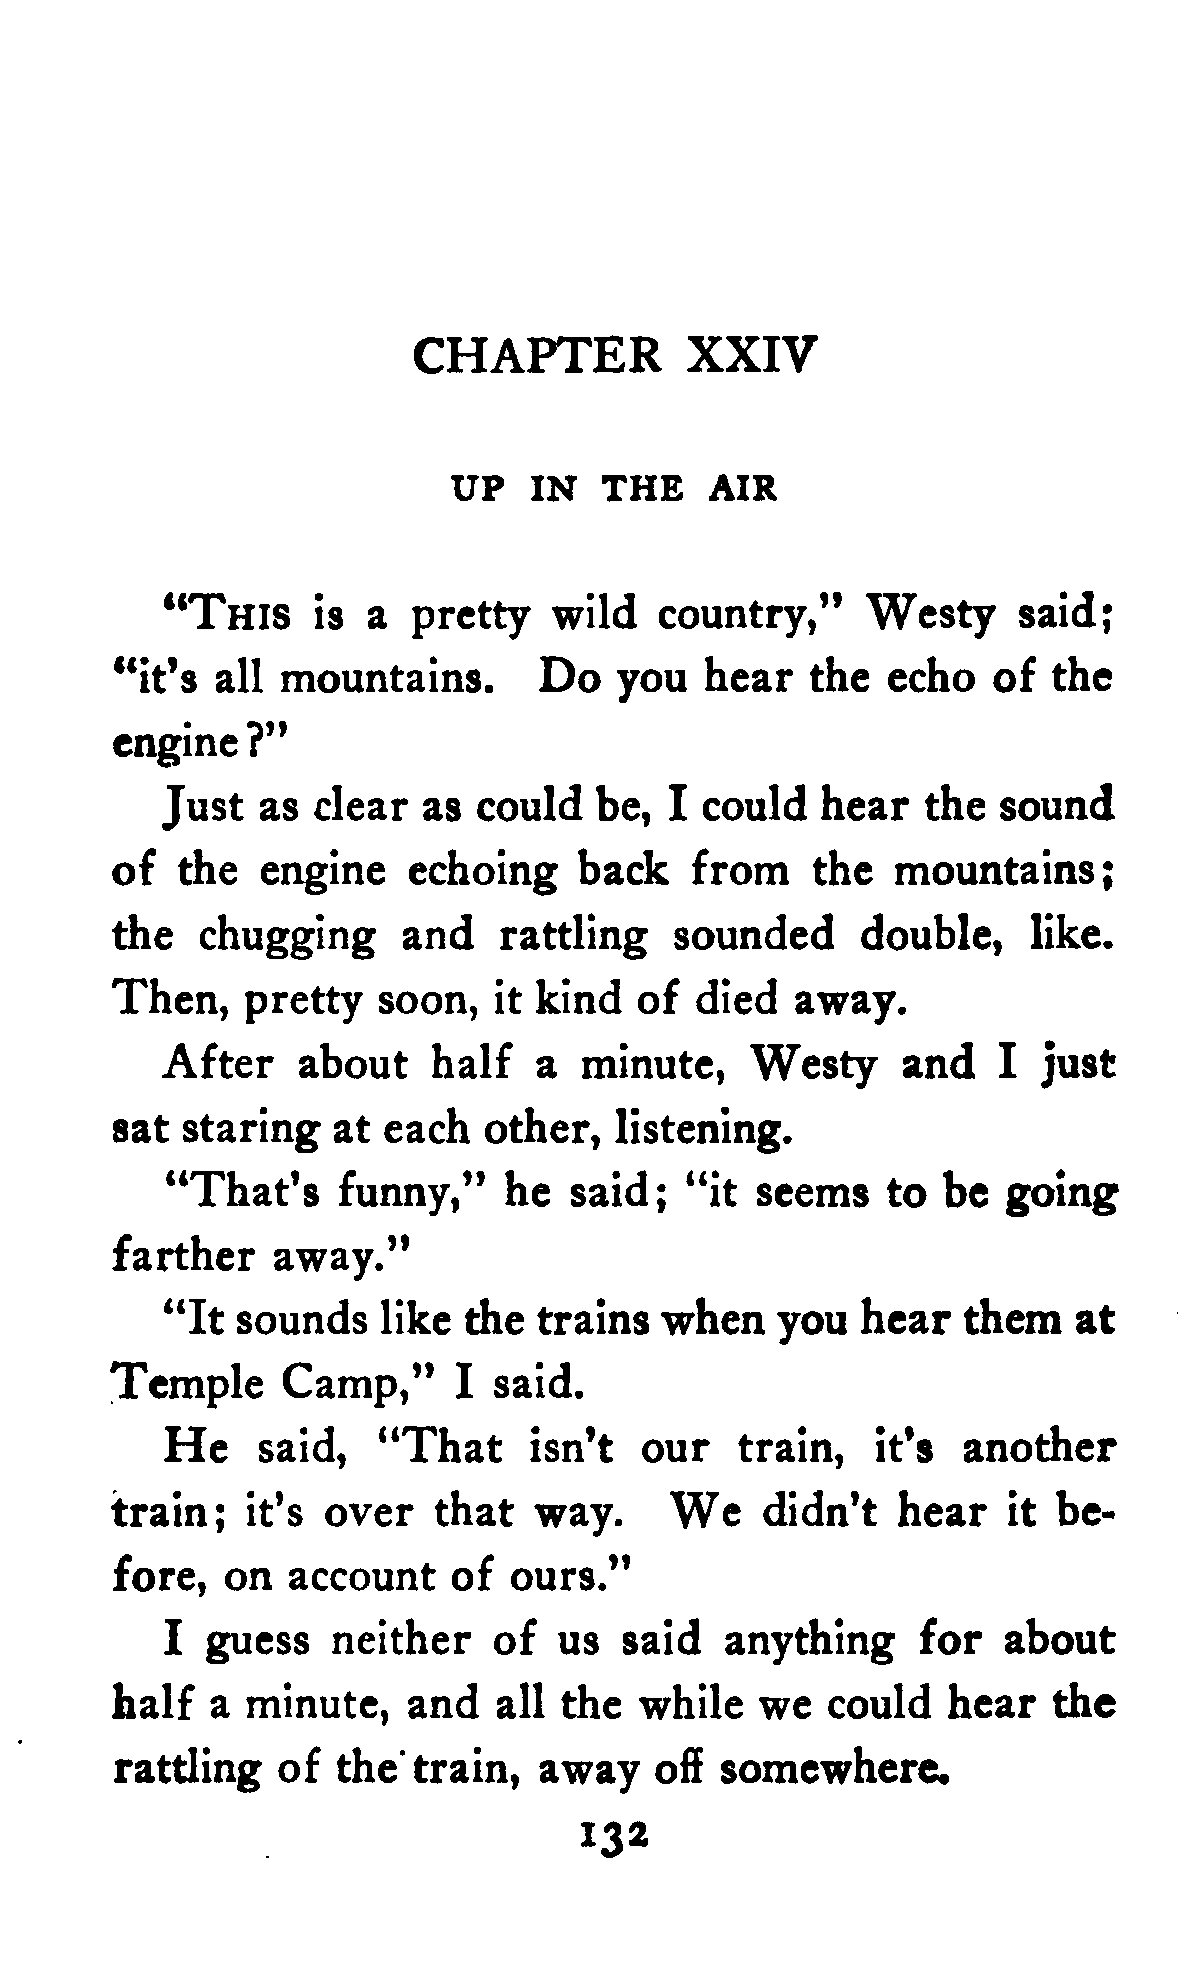 CHAPTER XXIV
UP IN THE AIR
“THIS is a pretty wild country,” Westy said;
“it’s all mountains. Do you hear the echo of the
engine?”
Just as clear as could be, I could hear the sound
of the engine echoing back from the mountains;
the chugging and rattling sounded double, like.
Then, pretty soon, it kind of died away.
After about half a minute, Westy and I just
sat staring at each other, listening.
“That’s funny,” he said; “it seems to be going
farther away.”
“It sounds like the trains when you hear them at
Temple Camp,” I said.
He said, “That isn’t our train, it’s another
train; it’s over that way. We didn’t hear it be-
fore, on account of ours.”
I guess neither of us said anything for about
half a minute, and all the while we could hear the
rattling of the train, away off somewhere.
132